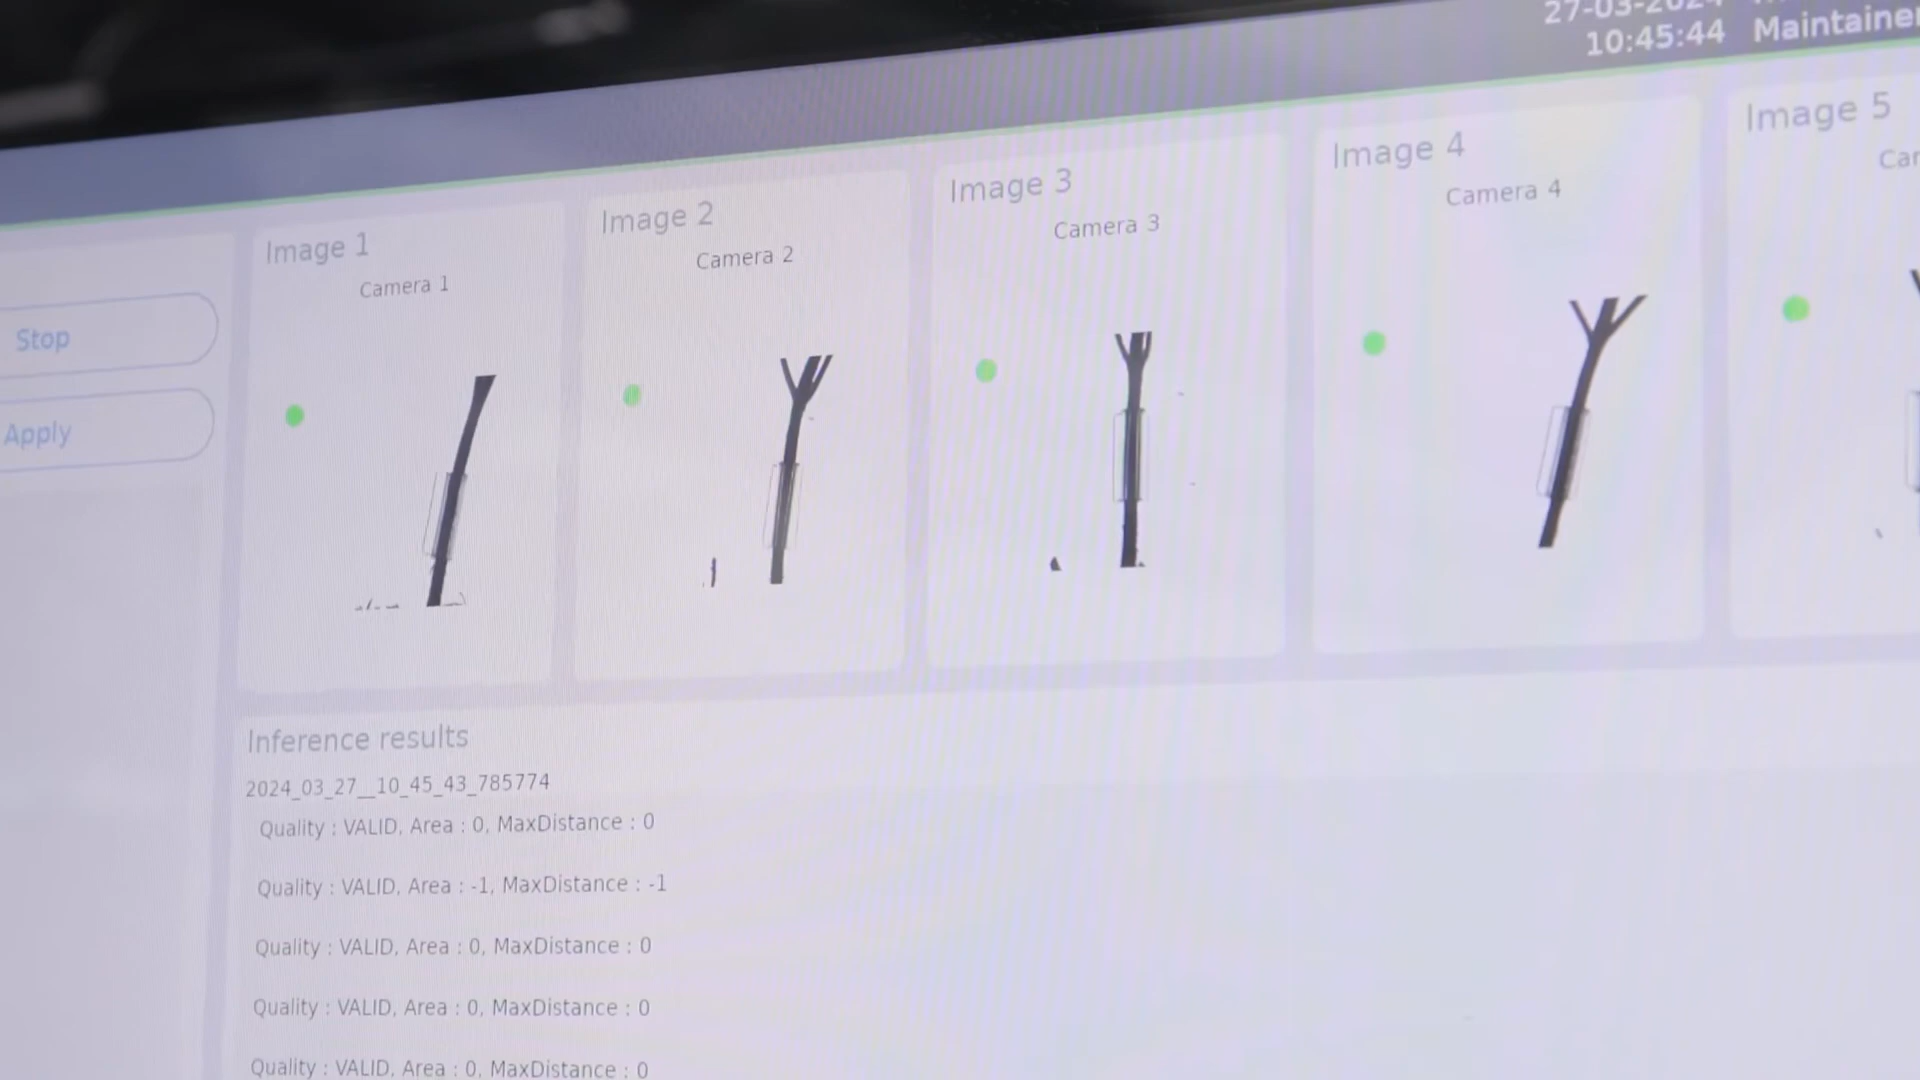 10:45:44 Maintainer
Image 1
Camera 1
Image 2
Camera 2
Image 3
Camera 3
Image 4
Camera 4
Image 5
Stop
Apply
Inference results
2024_03_27__10_45_43_785774
Quality : VALID, Area : 0, MaxDistance : 0
Quality : VALID, Area : -1, MaxDistance : -1
Quality : VALID, Area : 0, MaxDistance : 0
Quality : VALID, Area : 0, MaxDistance : 0
Quality : VALID, Area : 0, MaxDistance : 0